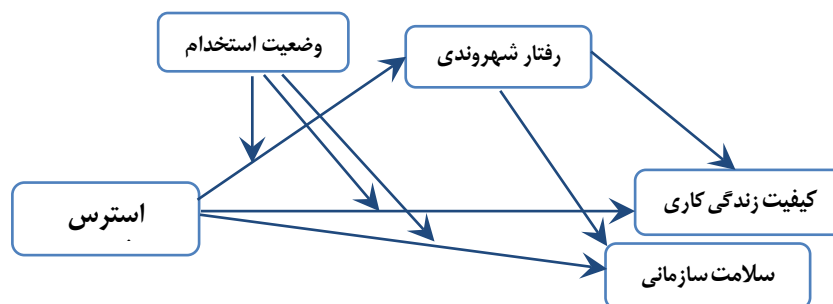 وضعیت استخدام
رفتار شهروندی
استرس
کیفیت زندگی کاری
سلامت سازمانی